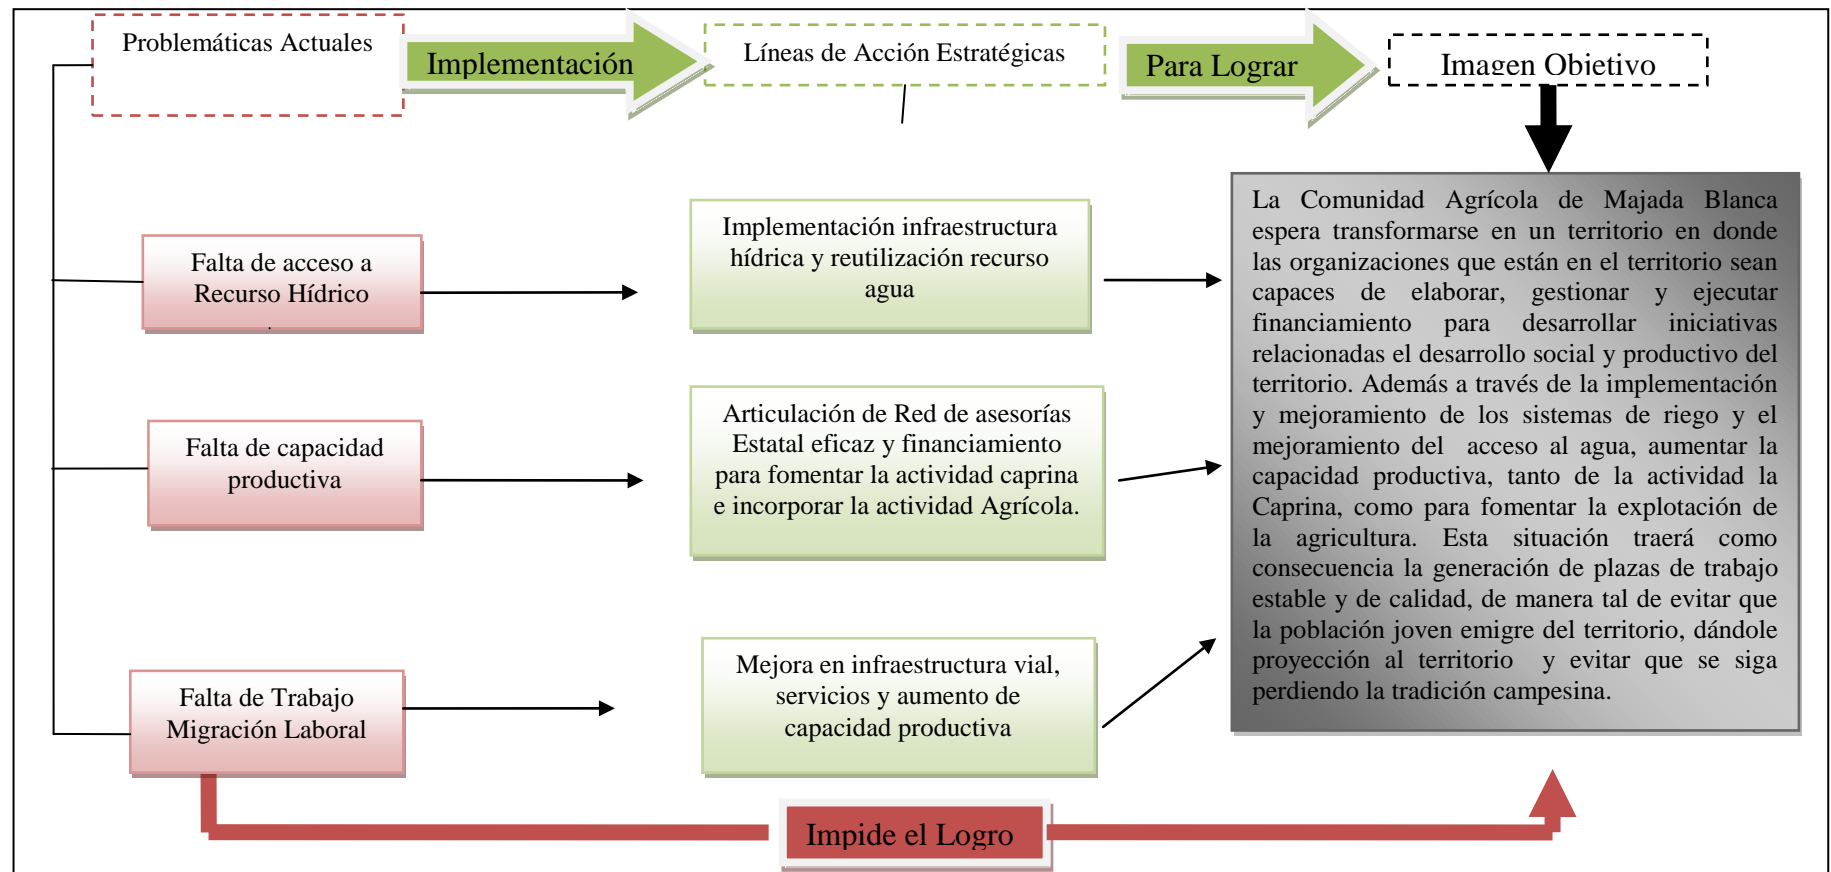 Problemáticas Actuales
Implementación
Líneas de Acción Estratégicas
Para Lograr
Imagen Objetivo
Falta de acceso a
Recurso Hídrico
.
Implementación infraestructura
hídrica y reutilización recurso
agua
Falta de capacidad
productiva
Articulación de Red de asesorías
Estatal eficaz y financiamiento
para fomentar la actividad caprina
e incorporar la actividad Agrícola.
Falta de Trabajo
Migración Laboral
Mejora en infraestructura vial,
servicios y aumento de
capacidad productiva
La Comunidad Agrícola de Majada Blanca
espera transformarse en un territorio en donde
las organizaciones que están en el territorio sean
capaces de elaborar, gestionar y ejecutar
financiamiento para desarrollar iniciativas
relacionadas el desarrollo social y productivo del
territorio. Además a través de la implementación
y mejoramiento de los sistemas de riego y el
mejoramiento del acceso al agua, aumentar la
capacidad productiva, tanto de la actividad la
Caprina, como para fomentar la explotación de
la agricultura. Esta situación traerá como
consecuencia la generación de plazas de trabajo
estable y de calidad, de manera tal de evitar que
la población joven emigre del territorio, dándole
proyección al territorio y evitar que se siga
perdiendo la tradición campesina.
Impide el Logro